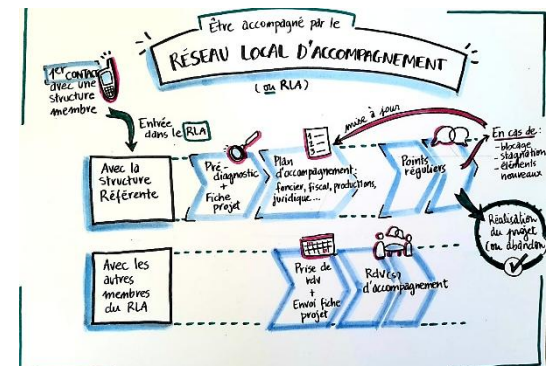 Être accompagné par le
RÉSEAU LOCAL D'ACCOMPAGNEMENT
(ou RLA)
1er CONTACT
avec une
structure
membre
Entrée
dans le RLA
mise à jour
En cas de :
- blocage
- stagnation
- éléments
nouveaux
Avec la
structure
Référente
Pré-
diagnostic
+
Fiche
projet
1
2
3
Plan
d'accompagnement :
foncier, fiscal, productions,
juridique...
Points
réguliers
Réalisation
du projet
(ou abandon)
Avec les
autres
membres
du RLA
Prise de
rdv
+
Envoi fiche
projet
Rdv(s)
d'accompagnement